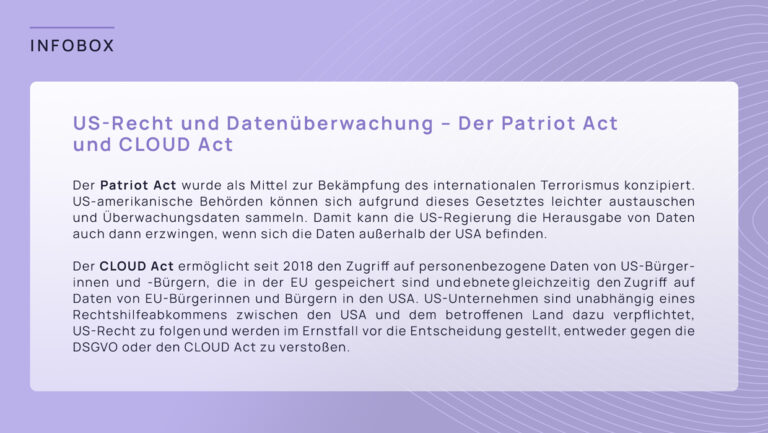 INFOBOX
US-Recht und Datenüberwachung – Der Patriot Act
und CLOUD Act
Der Patriot Act wurde als Mittel zur Bekämpfung des internationalen Terrorismus konzipiert.
US-amerikanische Behörden können sich aufgrund dieses Gesetztes leichter austauschen
und Überwachungsdaten sammeln. Damit kann die US-Regierung die Herausgabe von Daten
auch dann erzwingen, wenn sich die Daten außerhalb der USA befinden.
Der CLOUD Act ermöglicht seit 2018 den Zugriff auf personenbezogene Daten von US-Bürger-
innen und -Bürgern, die in der EU gespeichert sind und ebnete gleichzeitig den Zugriff auf
Daten von EU-Bürgerinnen und Bürgern in den USA. US-Unternehmen sind unabhängig eines
Rechtshilfeabkommens zwischen den USA und dem betroffenen Land dazu verpflichtet,
US-Recht zu folgen und werden im Ernstfall vor die Entscheidung gestellt, entweder gegen die
DSGVO oder den CLOUD Act zu verstoßen.